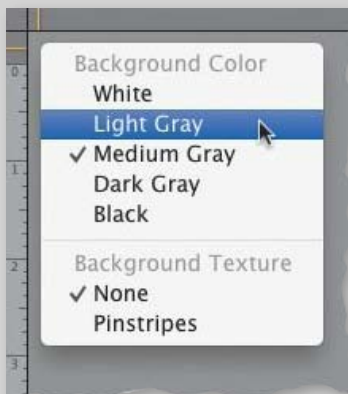 Background Color
White
Light Gray
✓ Medium Gray
Dark Gray
Black
Background Texture
✓ None
Pinstripes
0
1
2
3